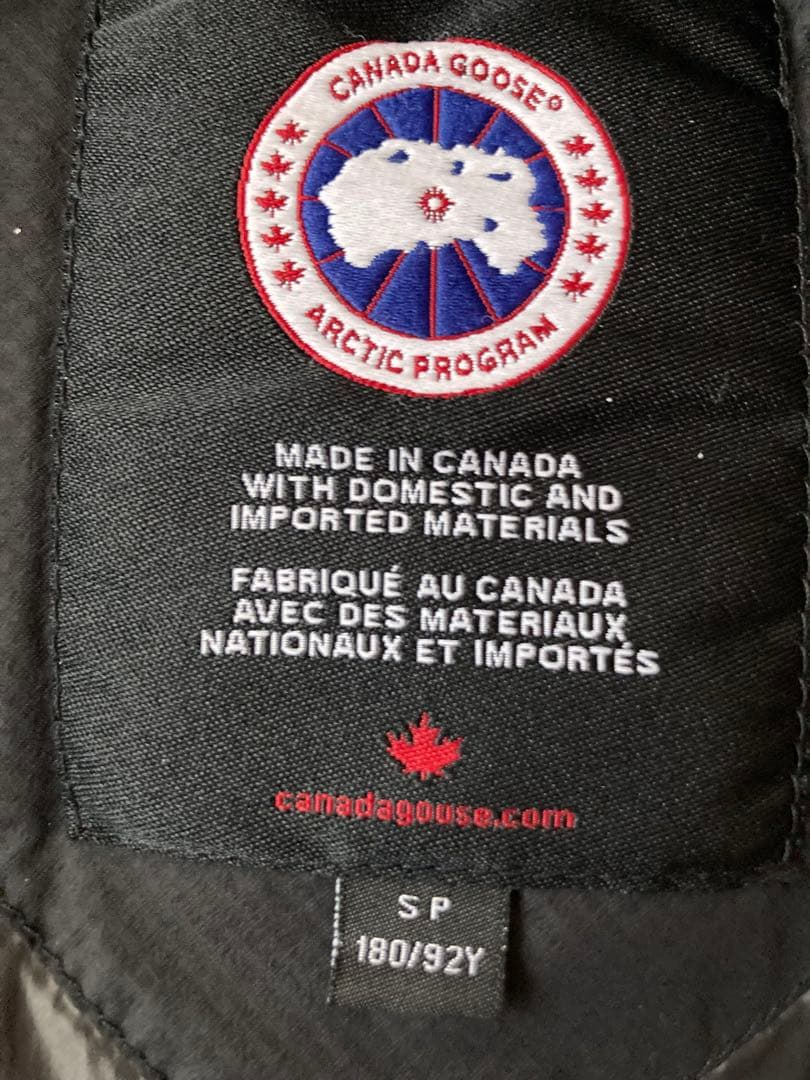 CANADA GOOSE®
ARCTIC PROGRAM
MADE IN CANADA
WITH DOMESTIC AND
IMPORTED MATERIALS
FABRIQUÉ AU CANADA
AVEC DES MATERIAUX
NATIONAUX ET IMPORTÉS
canadagouse.com
S P
180/92Y